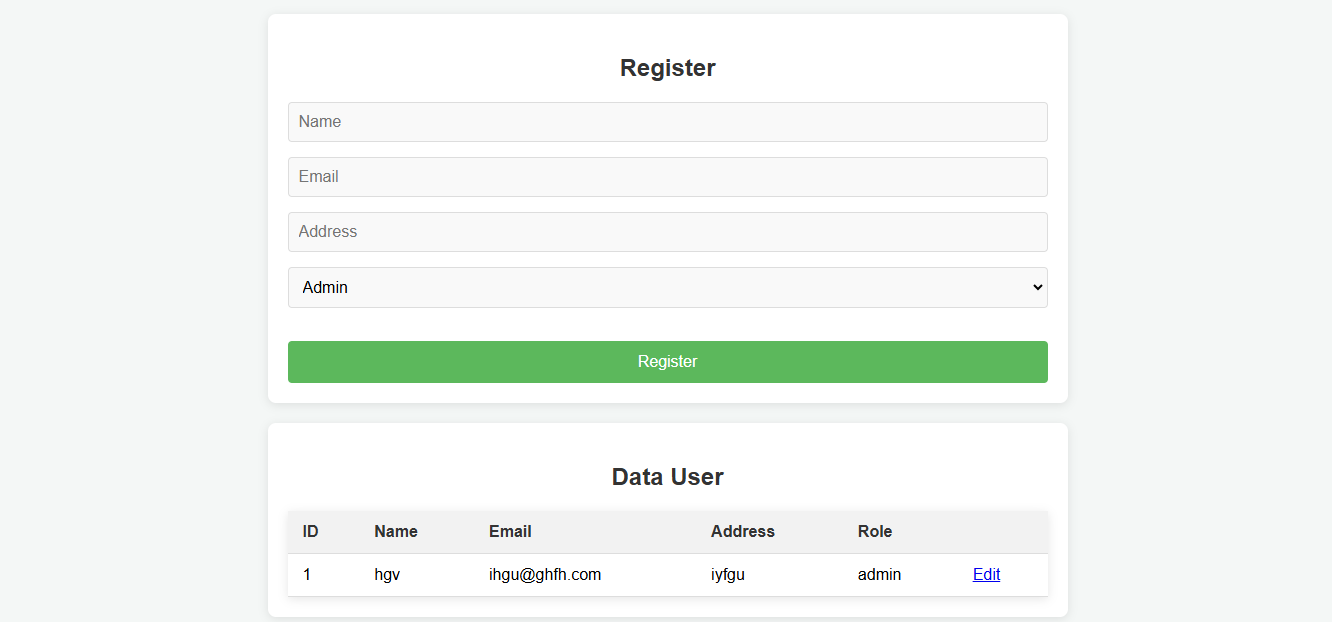 Register
Name
Email
Address
Admin
Register
Data User
ID Name Email Address Role
1 hgv ihgu@ghfh.com iyfgu admin Edit